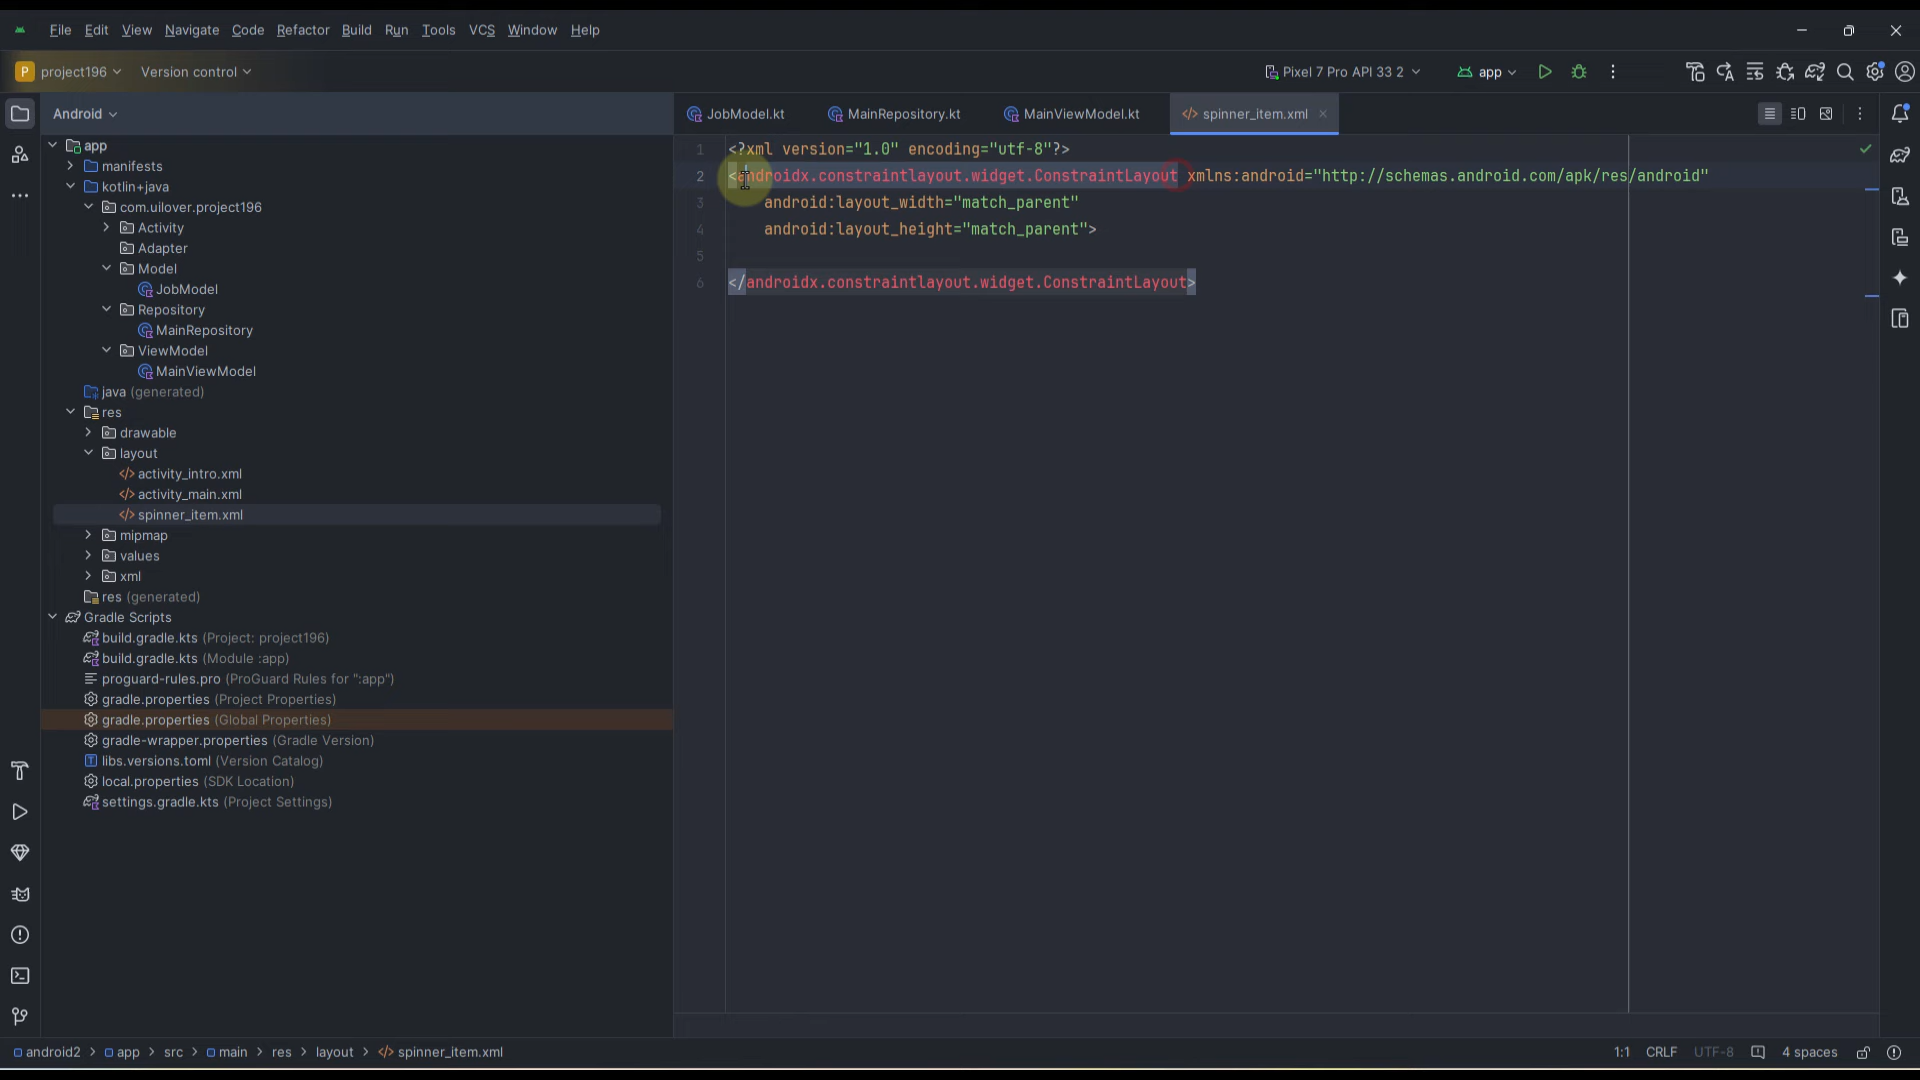 File Edit View Navigate Code Refactor Build Run Tools VCS Window Help
P project196 Version control Pixel 7 Pro API 33 2 app
Android
JobModel.kt MainRepository.kt MainViewModel.kt spinner_item.xml
app
manifests
kotlin+java
com.uilover.project196
Activity
Adapter
Model
JobModel
Repository
MainRepository
ViewModel
MainViewModel
java (generated)
res
drawable
layout
activity_intro.xml
activity_main.xml
spinner_item.xml
mipmap
values
xml
res (generated)
Gradle Scripts
build.gradle.kts (Project: project196)
build.gradle.kts (Module :app)
proguard-rules.pro (ProGuard Rules for ":app")
gradle.properties (Project Properties)
gradle.properties (Global Properties)
gradle-wrapper.properties (Gradle Version)
libs.versions.toml (Version Catalog)
local.properties (SDK Location)
settings.gradle.kts (Project Settings)
1 <?xml version="1.0" encoding="utf-8"?>
2 <androidx.constraintlayout.widget.ConstraintLayout xmlns:android="http://schemas.android.com/apk/res/android"
3 android:layout_width="match_parent"
4 android:layout_height="match_parent">
5
6 </androidx.constraintlayout.widget.ConstraintLayout>
android2 > app > src > main > res > layout > spinner_item.xml
1:1 CRLF UTF-8 4 spaces